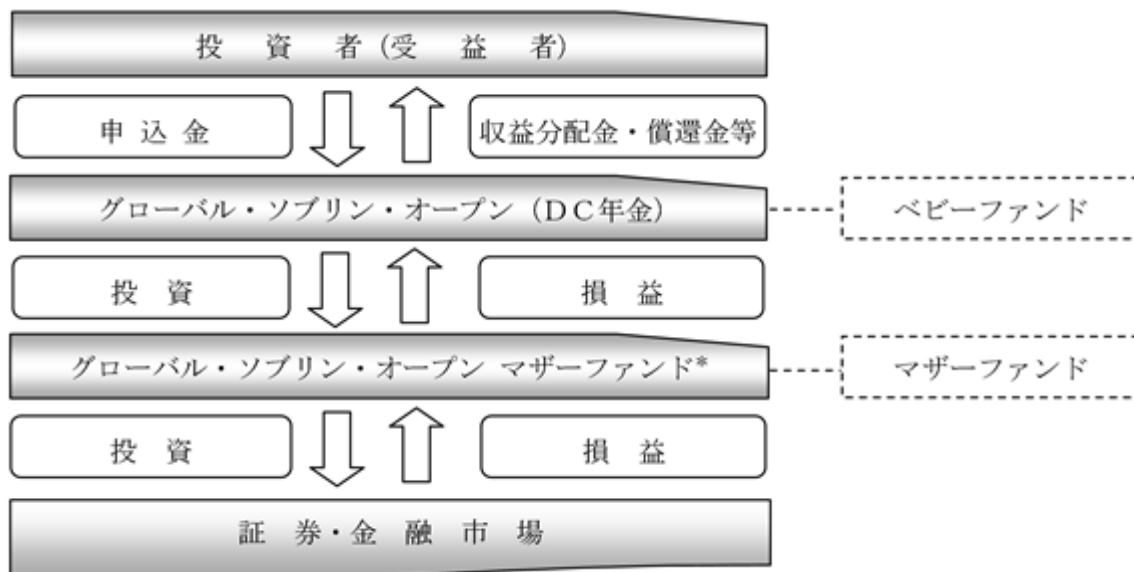 投資者(受益者)
申込金
収益分配金・償還金等
グローバル・ソブリン・オープン(DC年金)
ベビーファンド
投資
損益
グローバル・ソブリン・オープン マザーファンド*
マザーファンド
投資
損益
証券・金融市場